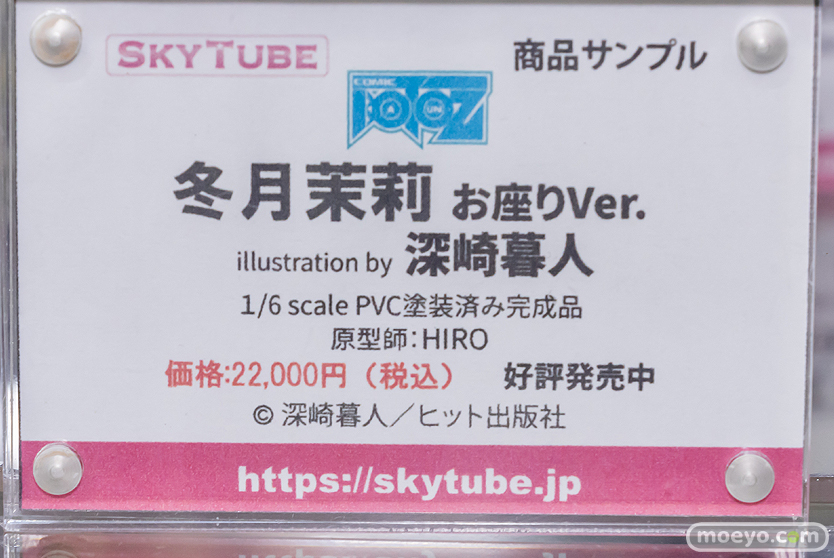 SKYTUBE 商品サンプル
COMIC
阿吽
冬月茉莉 お座りVer.
illustration by 深崎暮人
1/6 scale PVC塗装済み完成品
原型師：HIRO
価格:22,000円（税込） 好評発売中
© 深崎暮人／ヒット出版社
https://skytube.jp
moeyo.com